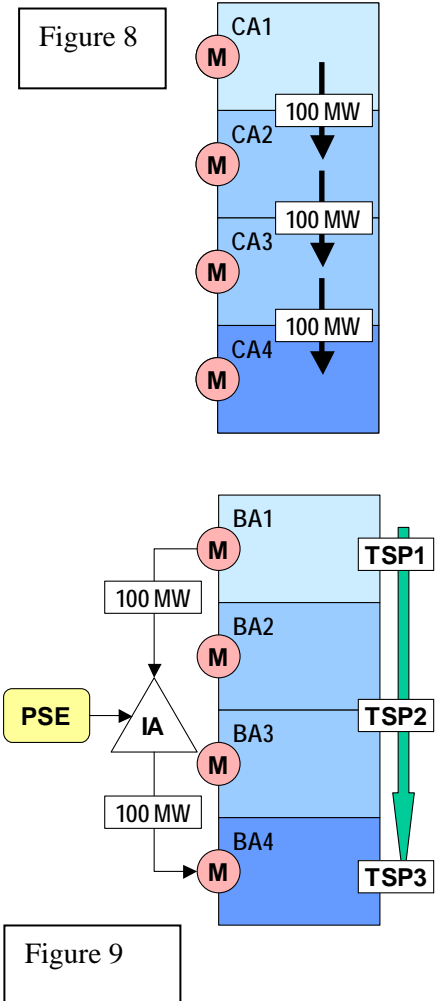 Figure 8
CA1
M
100 MW
CA2
M
100 MW
CA3
M
100 MW
CA4
M
BA1
M
TSP1
100 MW
BA2
M
PSE
IA
TSP2
BA3
M
100 MW
BA4
M
TSP3
Figure 9